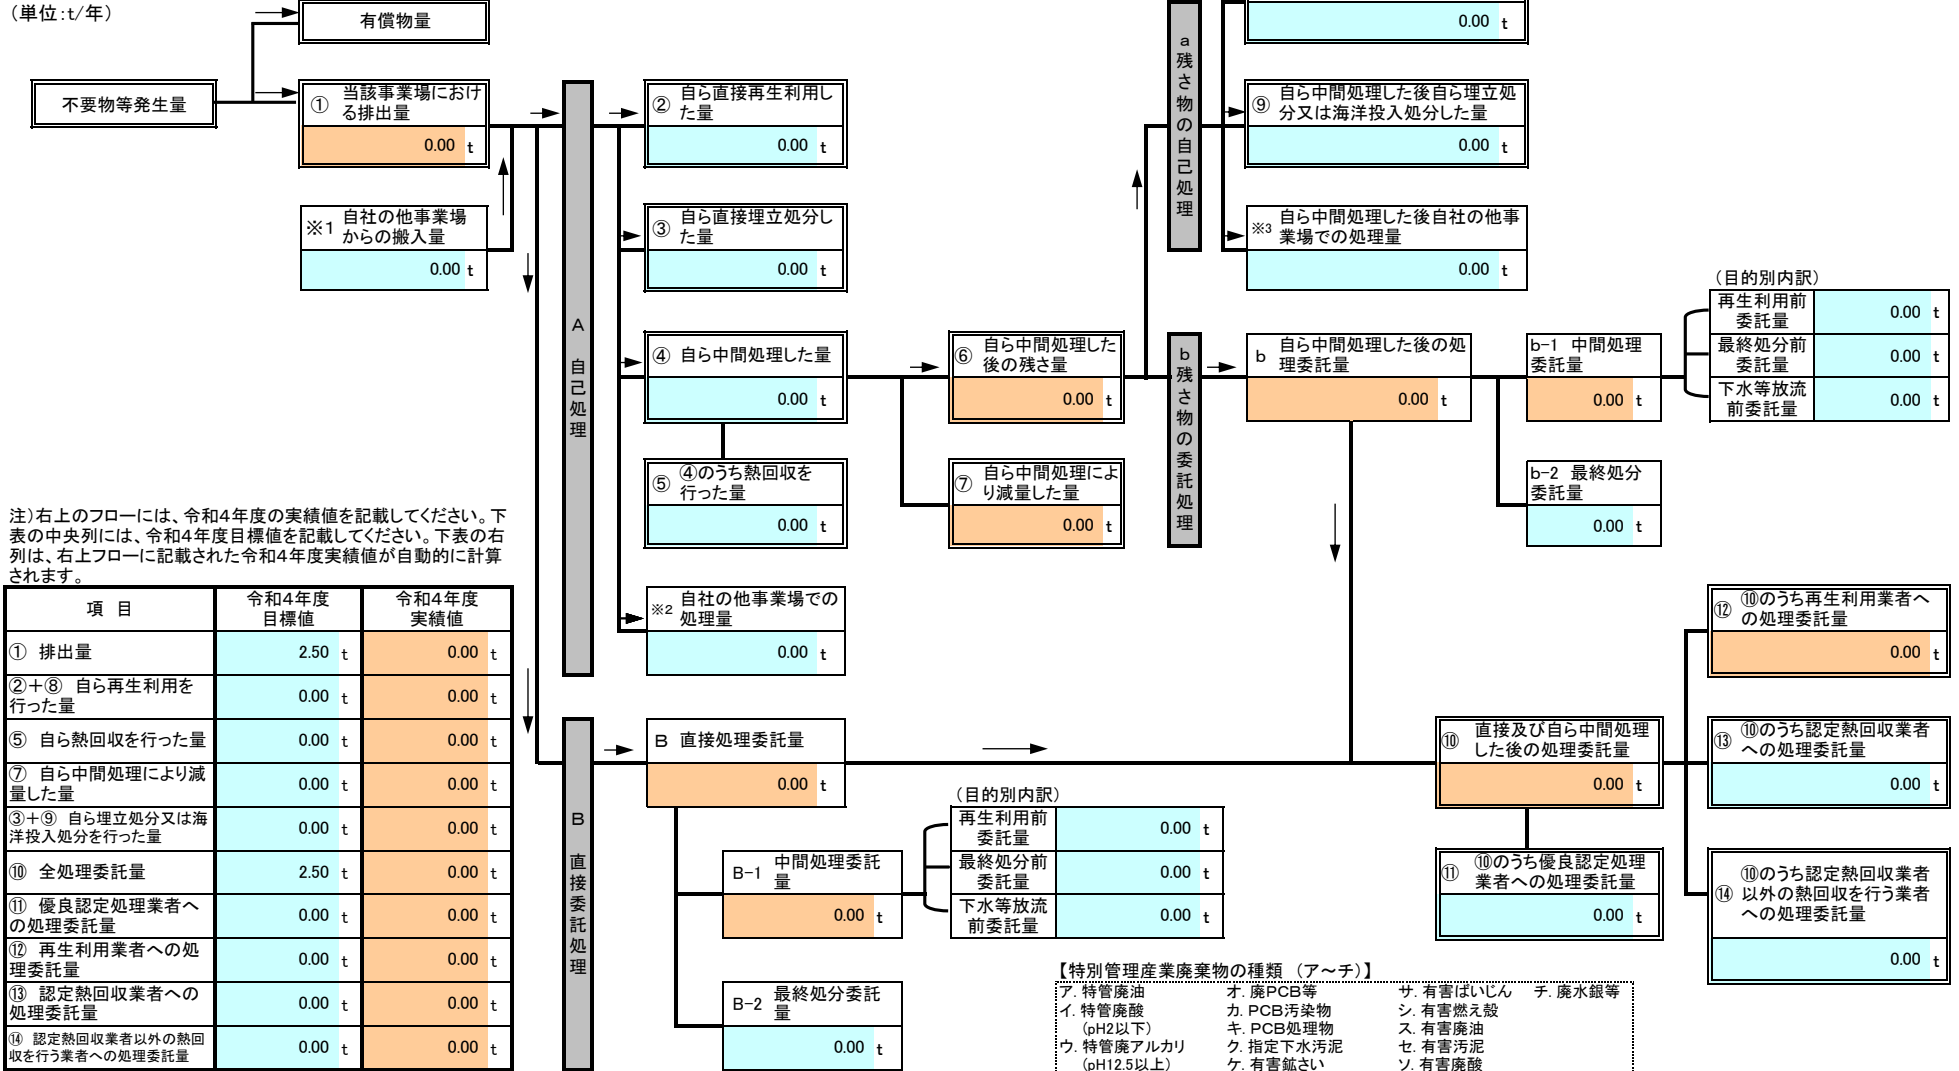 （単位：t/年）
有償物量
不要物等発生量
①
当該事業場におけ
る排出量
0.00 t
※1
自社の他事業場
からの搬入量
0.00 t
A 自己処理
②
自ら直接再生利用し
た量
0.00 t
③
自ら直接埋立処分し
た量
0.00 t
④ 自ら中間処理した量
0.00 t
⑤
④のうち熱回収を
行った量
0.00 t
※2
自社の他事業場での
処理量
0.00 t
⑥
自ら中間処理した
後の残さ量
0.00 t
⑦
自ら中間処理によ
り減量した量
0.00 t
a 残さ物の自己処理
0.00 t
⑨
自ら中間処理した後自ら埋立処
分又は海洋投入処分した量
0.00 t
※3
自ら中間処理した後自社の他事
業場での処理量
0.00 t
b 残さ物の委託処理
b
自ら中間処理した後の処
理委託量
0.00 t
b-1 中間処理
委託量
0.00 t
b-2 最終処分
委託量
0.00 t
（目的別内訳）
再生利用前
委託量
0.00 t
最終処分前
委託量
0.00 t
下水等放流
前委託量
0.00 t
注）右上のフローには、令和４年度の実績値を記載してください。下
表の中央列には、令和４年度目標値を記載してください。下表の右
列は、右上フローに記載された令和４年度実績値が自動的に計算
されます。
項 目
令和４年度
目標値
令和４年度
実績値
① 排出量
2.50 t 0.00 t
②＋⑧ 自ら再生利用を
行った量
0.00 t 0.00 t
⑤ 自ら熱回収を行った量
0.00 t 0.00 t
⑦ 自ら中間処理により減
量した量
0.00 t 0.00 t
③＋⑨ 自ら埋立処分又は海
洋投入処分を行った量
0.00 t 0.00 t
⑩ 全処理委託量
2.50 t 0.00 t
⑪ 優良認定処理業者へ
の処理委託量
0.00 t 0.00 t
⑫ 再生利用業者への処
理委託量
0.00 t 0.00 t
⑬ 認定熱回収業者への
処理委託量
0.00 t 0.00 t
⑭ 認定熱回収業者以外の熱回
収を行う業者への処理委託量
0.00 t 0.00 t
B 直接委託処理
B 直接処理委託量
0.00 t
B-1
中間処理委託
量
0.00 t
B-2
最終処分委託
量
0.00 t
（目的別内訳）
再生利用前
委託量
0.00 t
最終処分前
委託量
0.00 t
下水等放流
前委託量
0.00 t
⑩
直接及び自ら中間処理
した後の処理委託量
0.00 t
⑪
⑩のうち優良認定処理
業者への処理委託量
0.00 t
⑫
⑩のうち再生利用業者へ
の処理委託量
0.00 t
⑬
⑩のうち認定熱回収業者
への処理委託量
0.00 t
⑭
⑩のうち認定熱回収業者
以外の熱回収を行う業者
への処理委託量
0.00 t
【特別管理産業廃棄物の種類 （ア～チ）】
ア．特管廃油 オ．廃PCB等 サ．有害ばいじん チ．廃水銀等
イ．特管廃酸 カ．PCB汚染物 シ．有害燃え殻
（pH2以下） キ．PCB処理物 ス．有害廃油
ウ．特管廃アルカリ ク．指定下水汚泥 セ．有害汚泥
（pH12.5以上） ケ．有害鉱さい ソ．有害廃酸